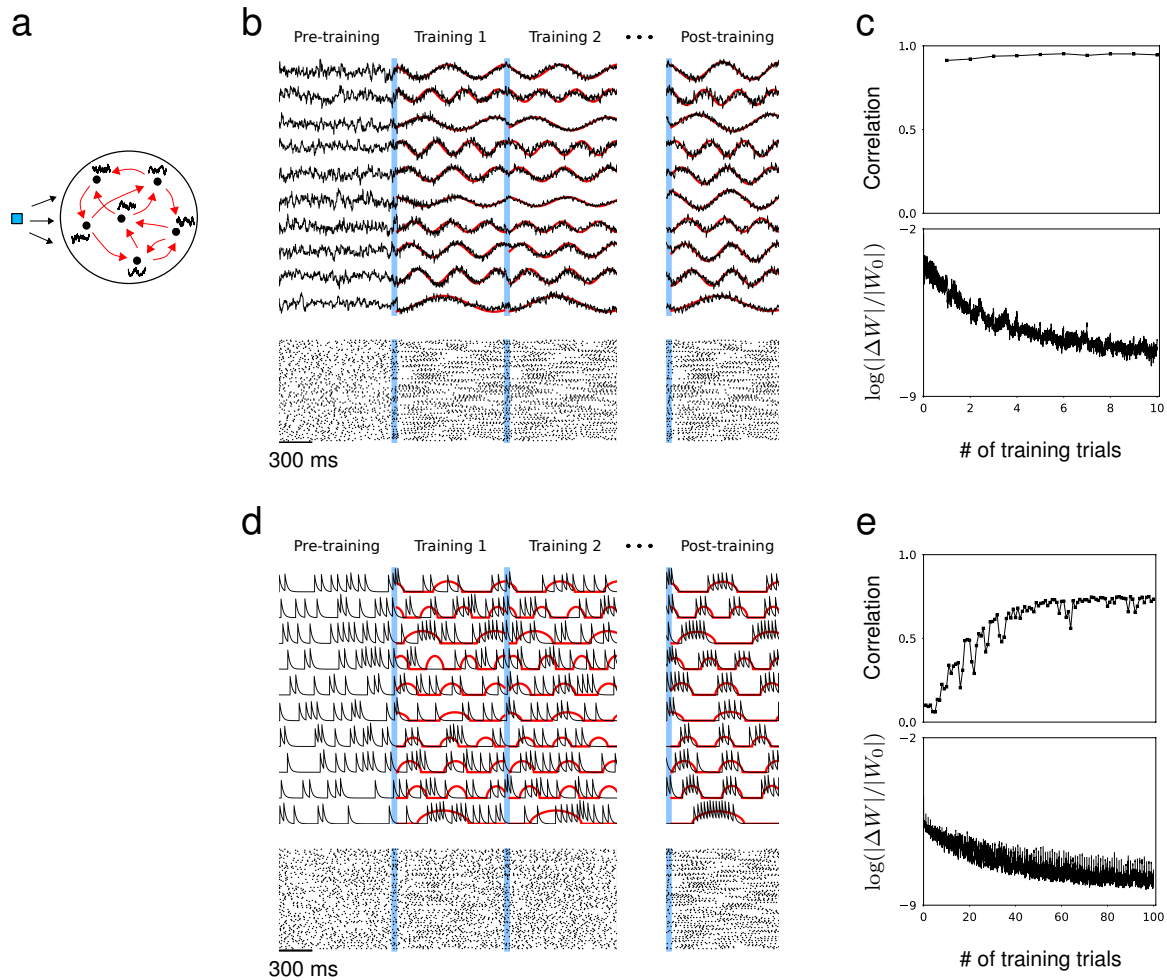 a
b
Pre-training Training 1 Training 2 ••• Post-training
300 ms
c
1.0
Correlation
0.5
0.0
-2
log(|ΔW|/|W₀|)
-9
0 2 4 6 8 10
# of training trials
d
Pre-training Training 1 Training 2 ••• Post-training
300 ms
e
1.0
Correlation
0.5
0.0
-2
log(|ΔW|/|W₀|)
-9
0 20 40 60 80 100
# of training trials